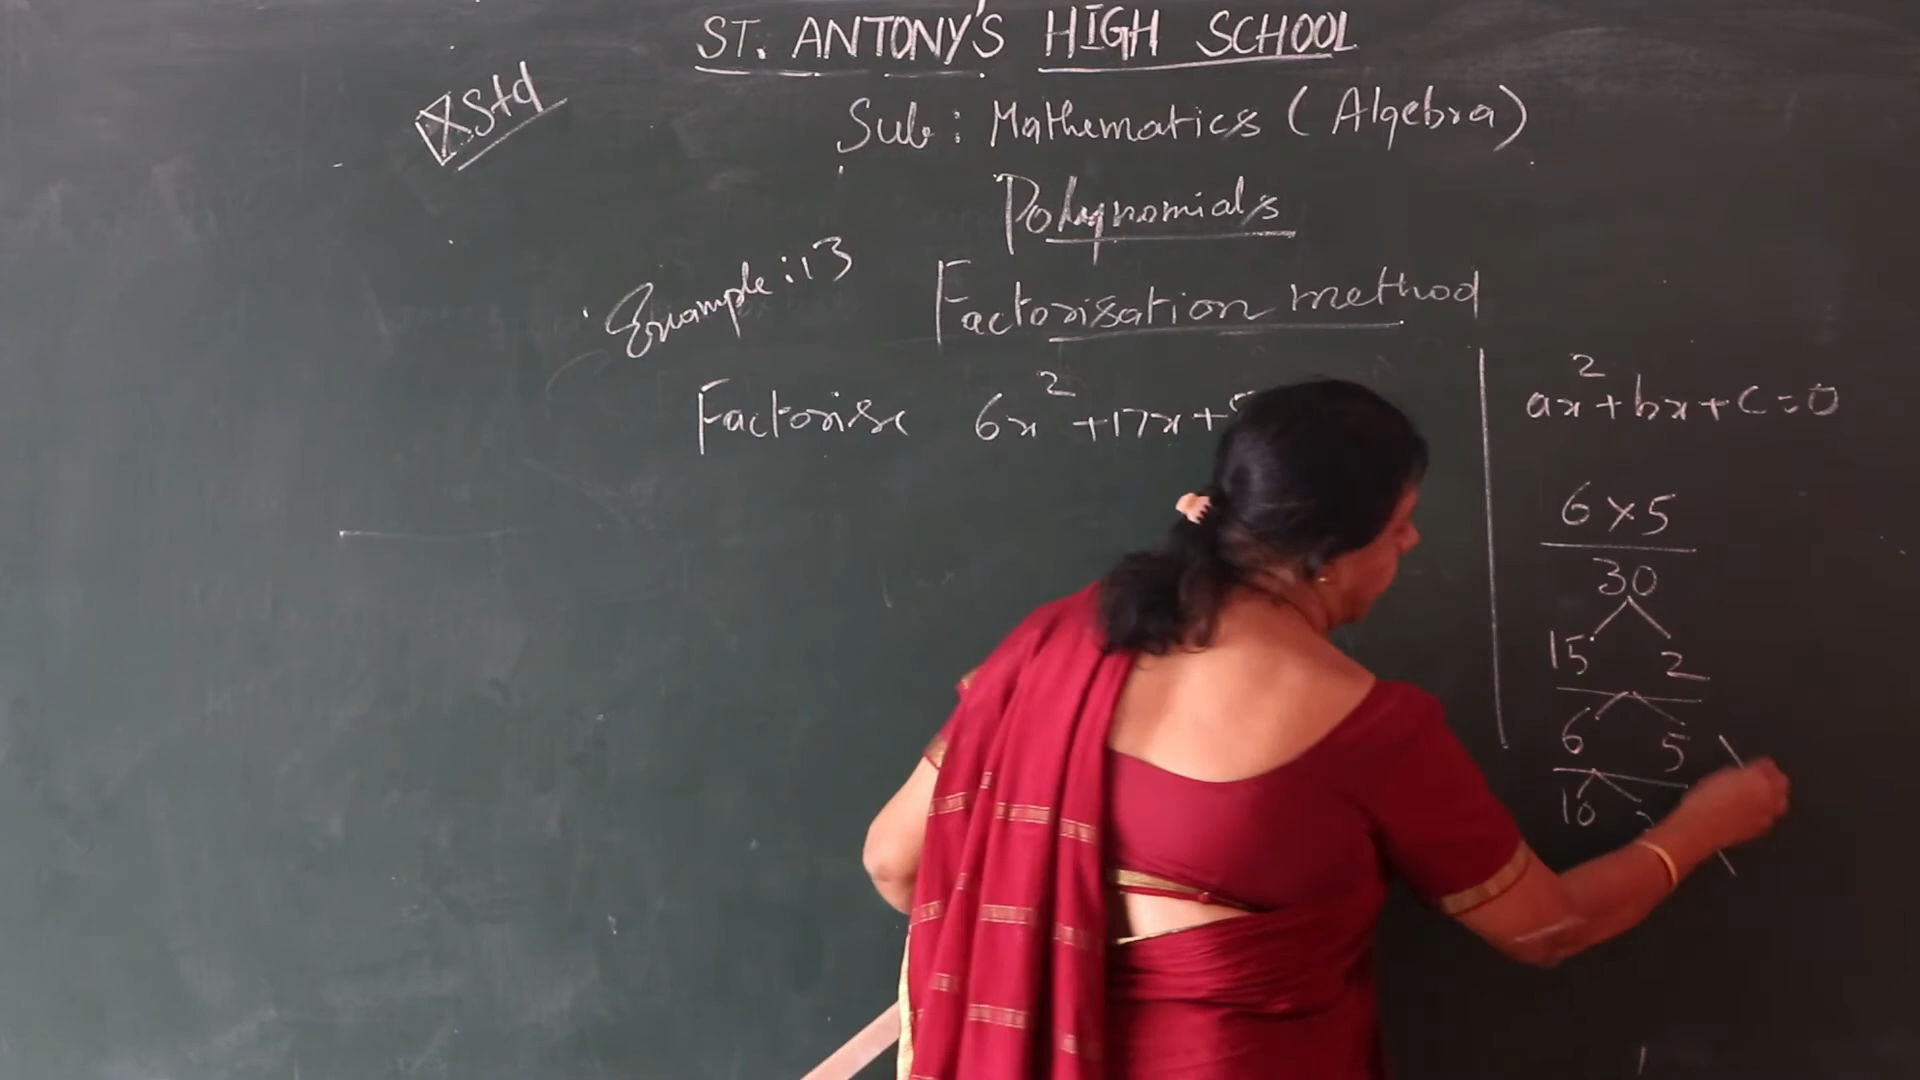 ST. ANTONY'S HIGH SCHOOL
IX Std
Sub : Mathematics ( Algebra )
Polynomials
Example : 13
Factorisation method
Factorise 6x² +17x+
ax²+bx+c=0
6 × 5
30
15 2
6 5
10